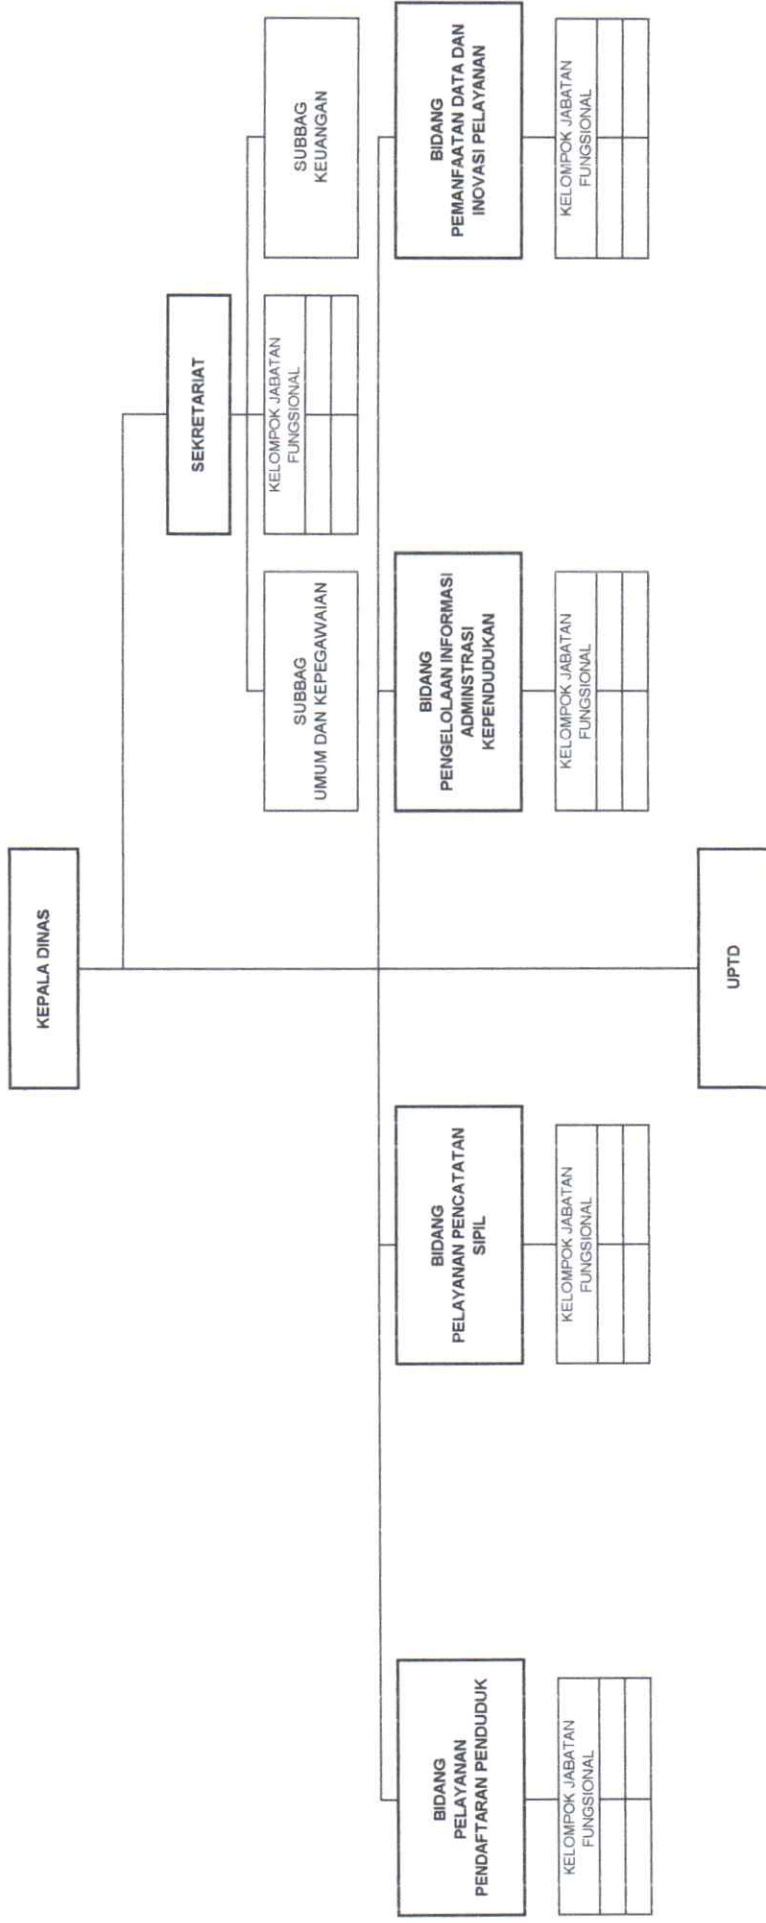 KEPALA DINAS
SEKRETARIAT
SUBBAG
UMUM DAN KEPEGAWAIAN
KELOMPOK JABATAN
FUNGSIONAL
SUBBAG
KEUANGAN
BIDANG
PELAYANAN
PENDAFTARAN PENDUDUK
BIDANG
PELAYANAN PENCATATAN
SIPIL
BIDANG
PENGELOLAAN INFORMASI
ADMINSTRASI
KEPENDUDUKAN
BIDANG
PEMANFAATAN DATA DAN
INOVASI PELAYANAN
KELOMPOK JABATAN
FUNGSIONAL
KELOMPOK JABATAN
FUNGSIONAL
KELOMPOK JABATAN
FUNGSIONAL
KELOMPOK JABATAN
FUNGSIONAL
UPTD